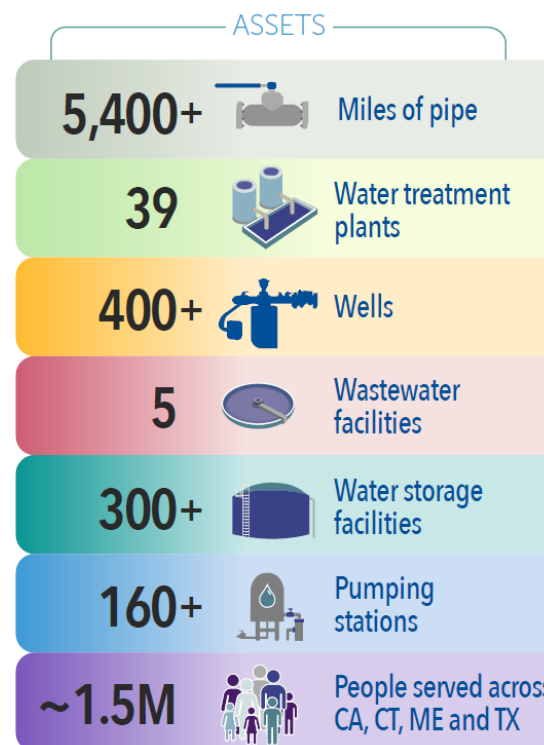 ASSETS
5,400+ Miles of pipe
39 Water treatment
plants
400+ Wells
5 Wastewater
facilities
300+ Water storage
facilities
160+ Pumping
stations
~1.5M People served across
CA, CT, ME and TX